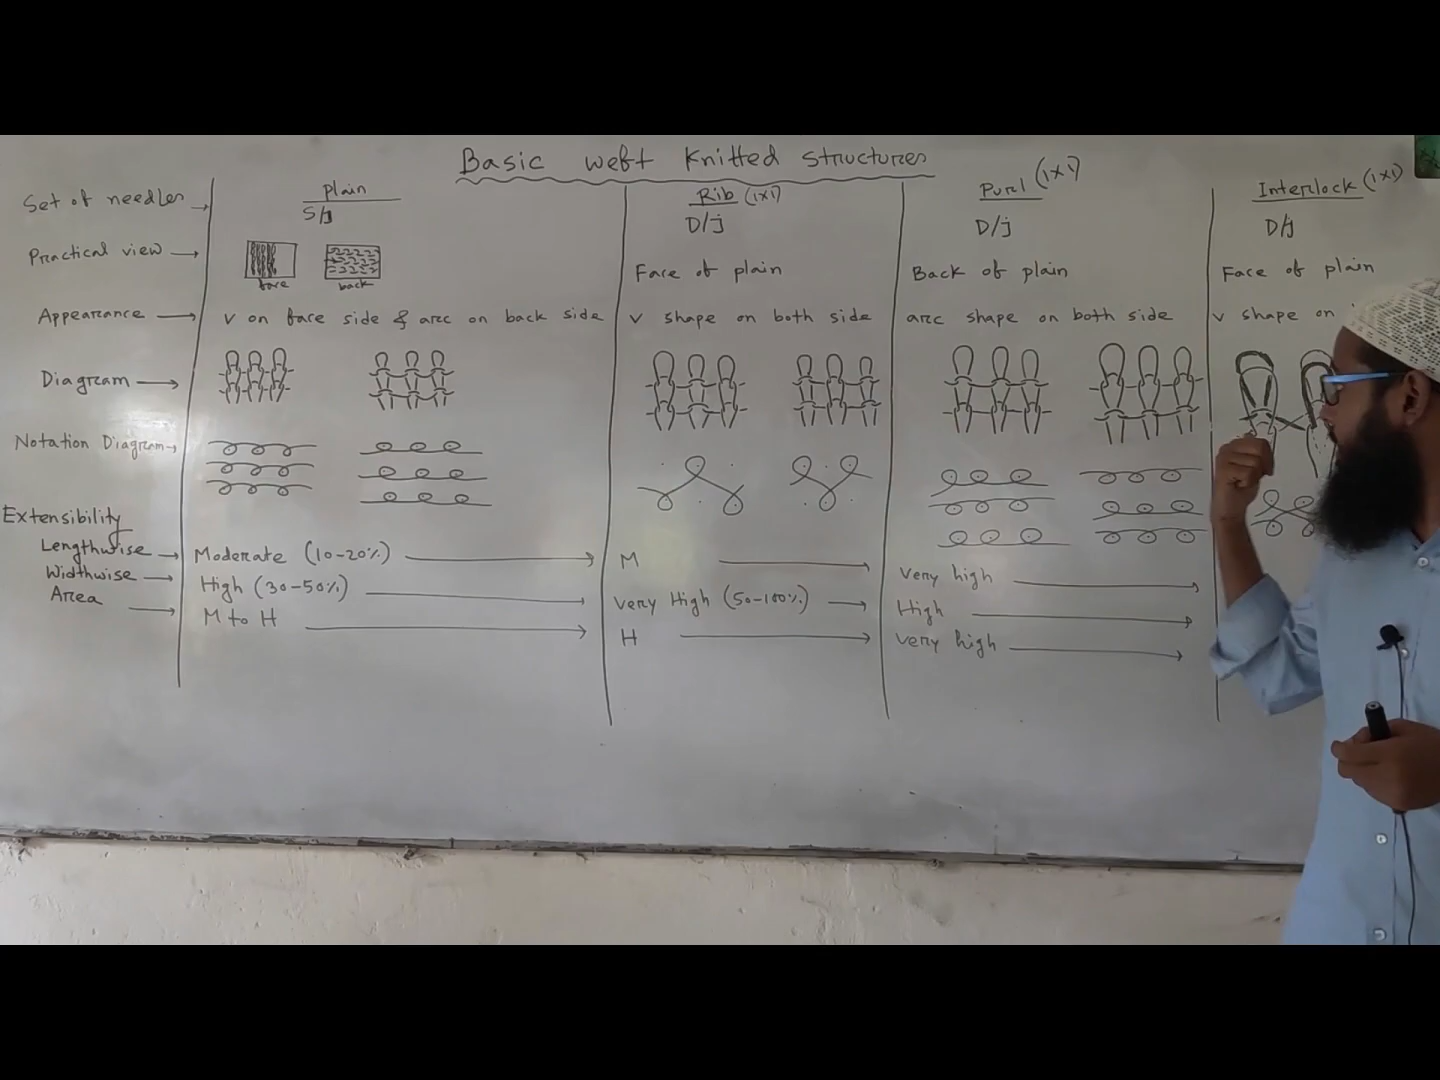 Basic weft Knitted structures
Set of needles plain Rib (1x1) Purl (1x1) Interlock (1x1)
S/j D/j D/j D/j
Practical view face back Face of plain Back of plain Face of plain
Appearance v on face side & arc on back side v shape on both side arc shape on both side v shape on
Diagram
Notation Diagram
Extensibility
Lengthwise Moderate (10-20%) M Very high
Widthwise High (30-50%) Very High (50-100%) High
Area M to H H Very high